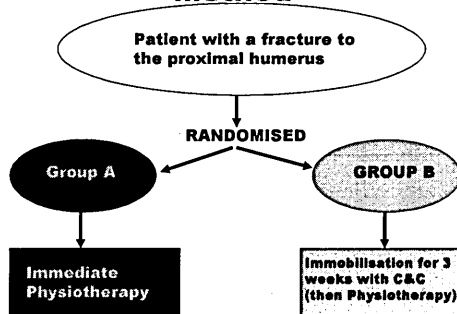 Patient with a fracture to
the proximal humerus
RANDOMISED
Group A
GROUP B
Immediate
Physiotherapy
Immobilisation for 3
weeks with C&C
(then Physiotherapy)